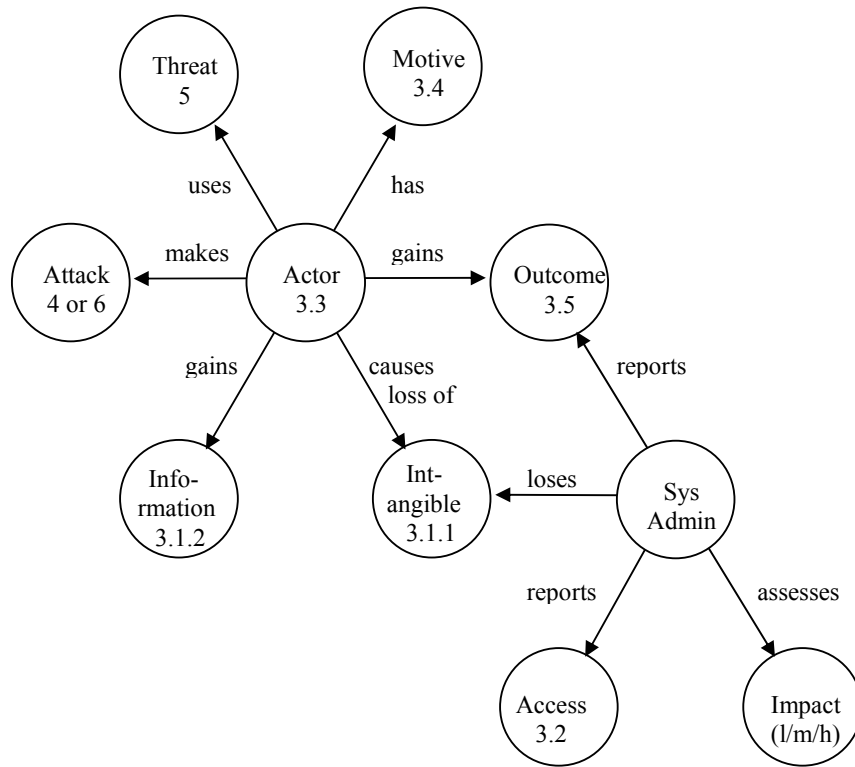 Threat
5
Motive
3.4
uses
has
Attack
4 or 6
makes
Actor
3.3
gains
Outcome
3.5
gains
causes
loss of
reports
Info-
rmation
3.1.2
Int-
angible
3.1.1
loses
Sys
Admin
reports
assesses
Access
3.2
Impact
(l/m/h)